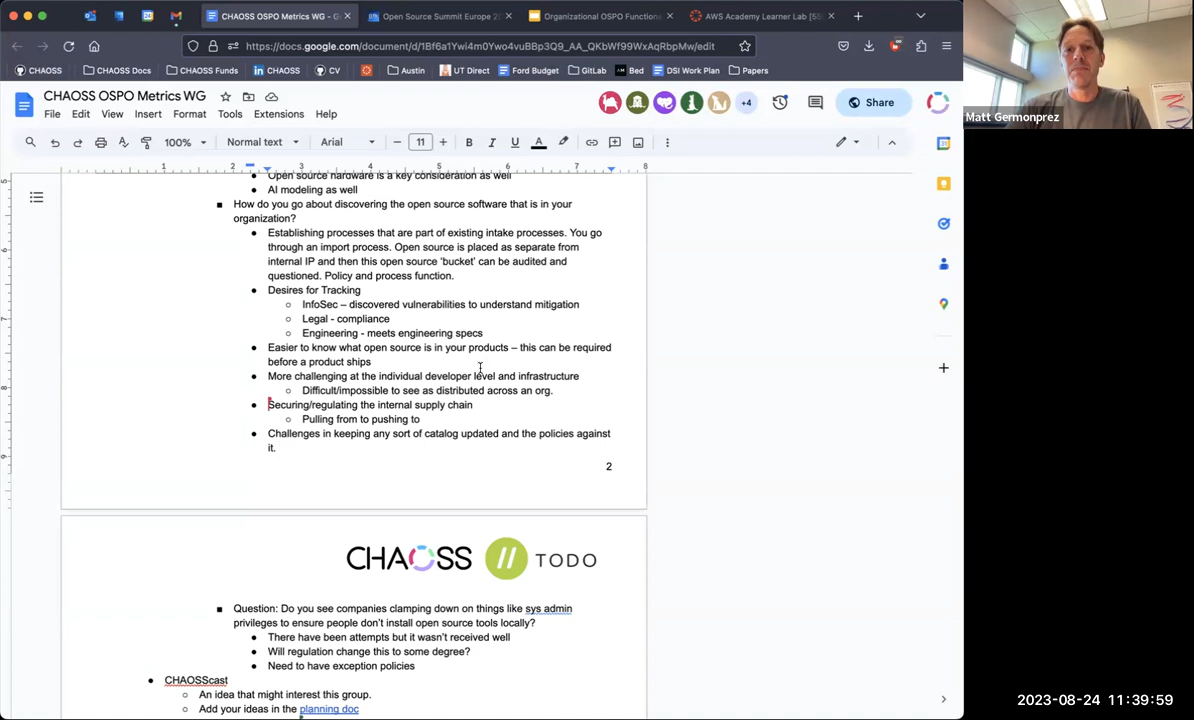 CHAOSS OSPO Metrics WG - G
Open Source Summit Europe 2
Organizational OSPO Functione
AWS Academy Learner Lab [55
https://docs.google.com/document/d/1Bf6a1Ywi4m0Ywo4vuBBp3Q9_AA_QKbWf99WxAqRbpMw/edit
CHAOSS
CHAOSS Docs
CHAOSS Funds
CHAOSS
CV
Austin
UT Direct
Ford Budget
GitLab
Bed
DSI Work Plan
Papers
CHAOSS OSPO Metrics WG
+4
Share
File Edit View Insert Format Tools Extensions Help
100% Normal text Arial 11
1 2 3 4 5 6 7 8
Open source hardware is a key consideration as well
AI modeling as well
How do you go about discovering the open source software that is in your
organization?
Establishing processes that are part of existing intake processes. You go
through an import process. Open source is placed as separate from
internal IP and then this open source 'bucket' can be audited and
questioned. Policy and process function.
Desires for Tracking
InfoSec – discovered vulnerabilities to understand mitigation
Legal - compliance
Engineering - meets engineering specs
Easier to know what open source is in your products – this can be required
before a product ships
More challenging at the individual developer level and infrastructure
Difficult/impossible to see as distributed across an org.
Securing/regulating the internal supply chain
Pulling from to pushing to
Challenges in keeping any sort of catalog updated and the policies against
it.
2
CHAOSS // TODO
Question: Do you see companies clamping down on things like sys admin
privileges to ensure people don't install open source tools locally?
There have been attempts but it wasn't received well
Will regulation change this to some degree?
Need to have exception policies
CHAOSScast
An idea that might interest this group.
Add your ideas in the planning doc
Matt Germonprez
2023-08-24 11:39:59